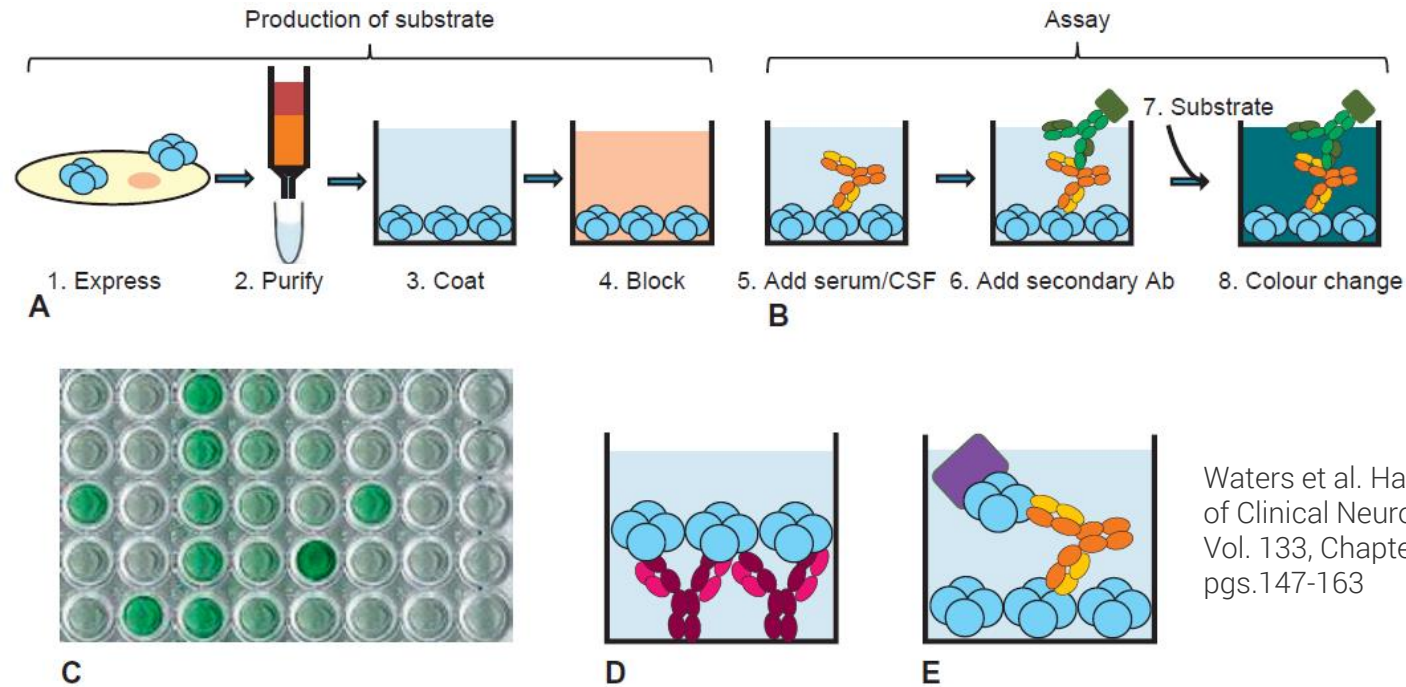 Production of substrate
Assay
7. Substrate
1. Express
2. Purify
3. Coat
4. Block
5. Add serum/CSF
6. Add secondary Ab
8. Colour change
A
B
C
D
E
Waters et al. Ha
of Clinical Neuro
Vol. 133, Chapte
pgs.147-163